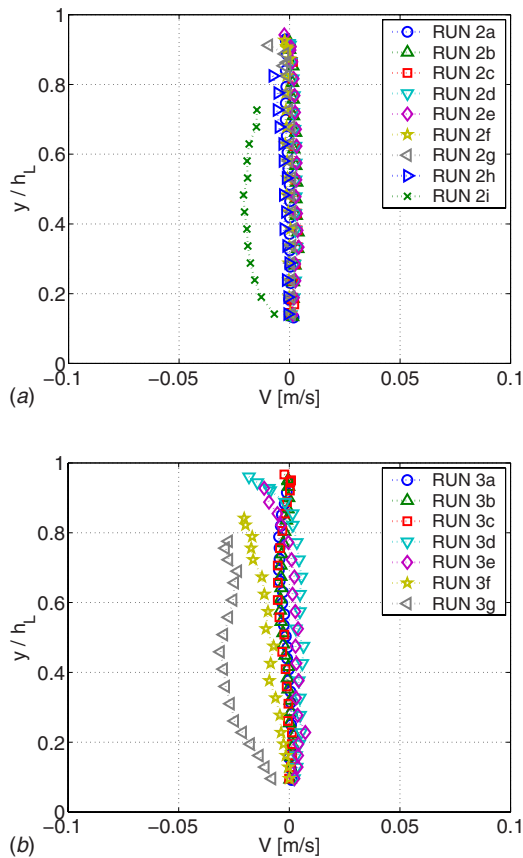 1
0.8
0.6
0.4
0.2
0
y / h_L
−0.1
−0.05
0
0.05
0.1
V [m/s]
(a)
RUN 2a
RUN 2b
RUN 2c
RUN 2d
RUN 2e
RUN 2f
RUN 2g
RUN 2h
RUN 2i
1
0.8
0.6
0.4
0.2
0
y / h_L
−0.1
−0.05
0
0.05
0.1
V [m/s]
(b)
RUN 3a
RUN 3b
RUN 3c
RUN 3d
RUN 3e
RUN 3f
RUN 3g